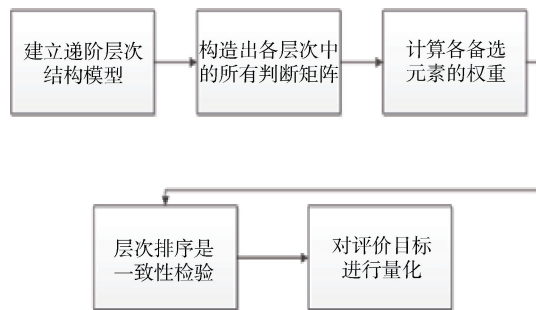 建立递阶层次
结构模型
构造出各层次中
的所有判断矩阵
计算各备选
元素的权重
层次排序是
一致性检验
对评价目标
进行量化